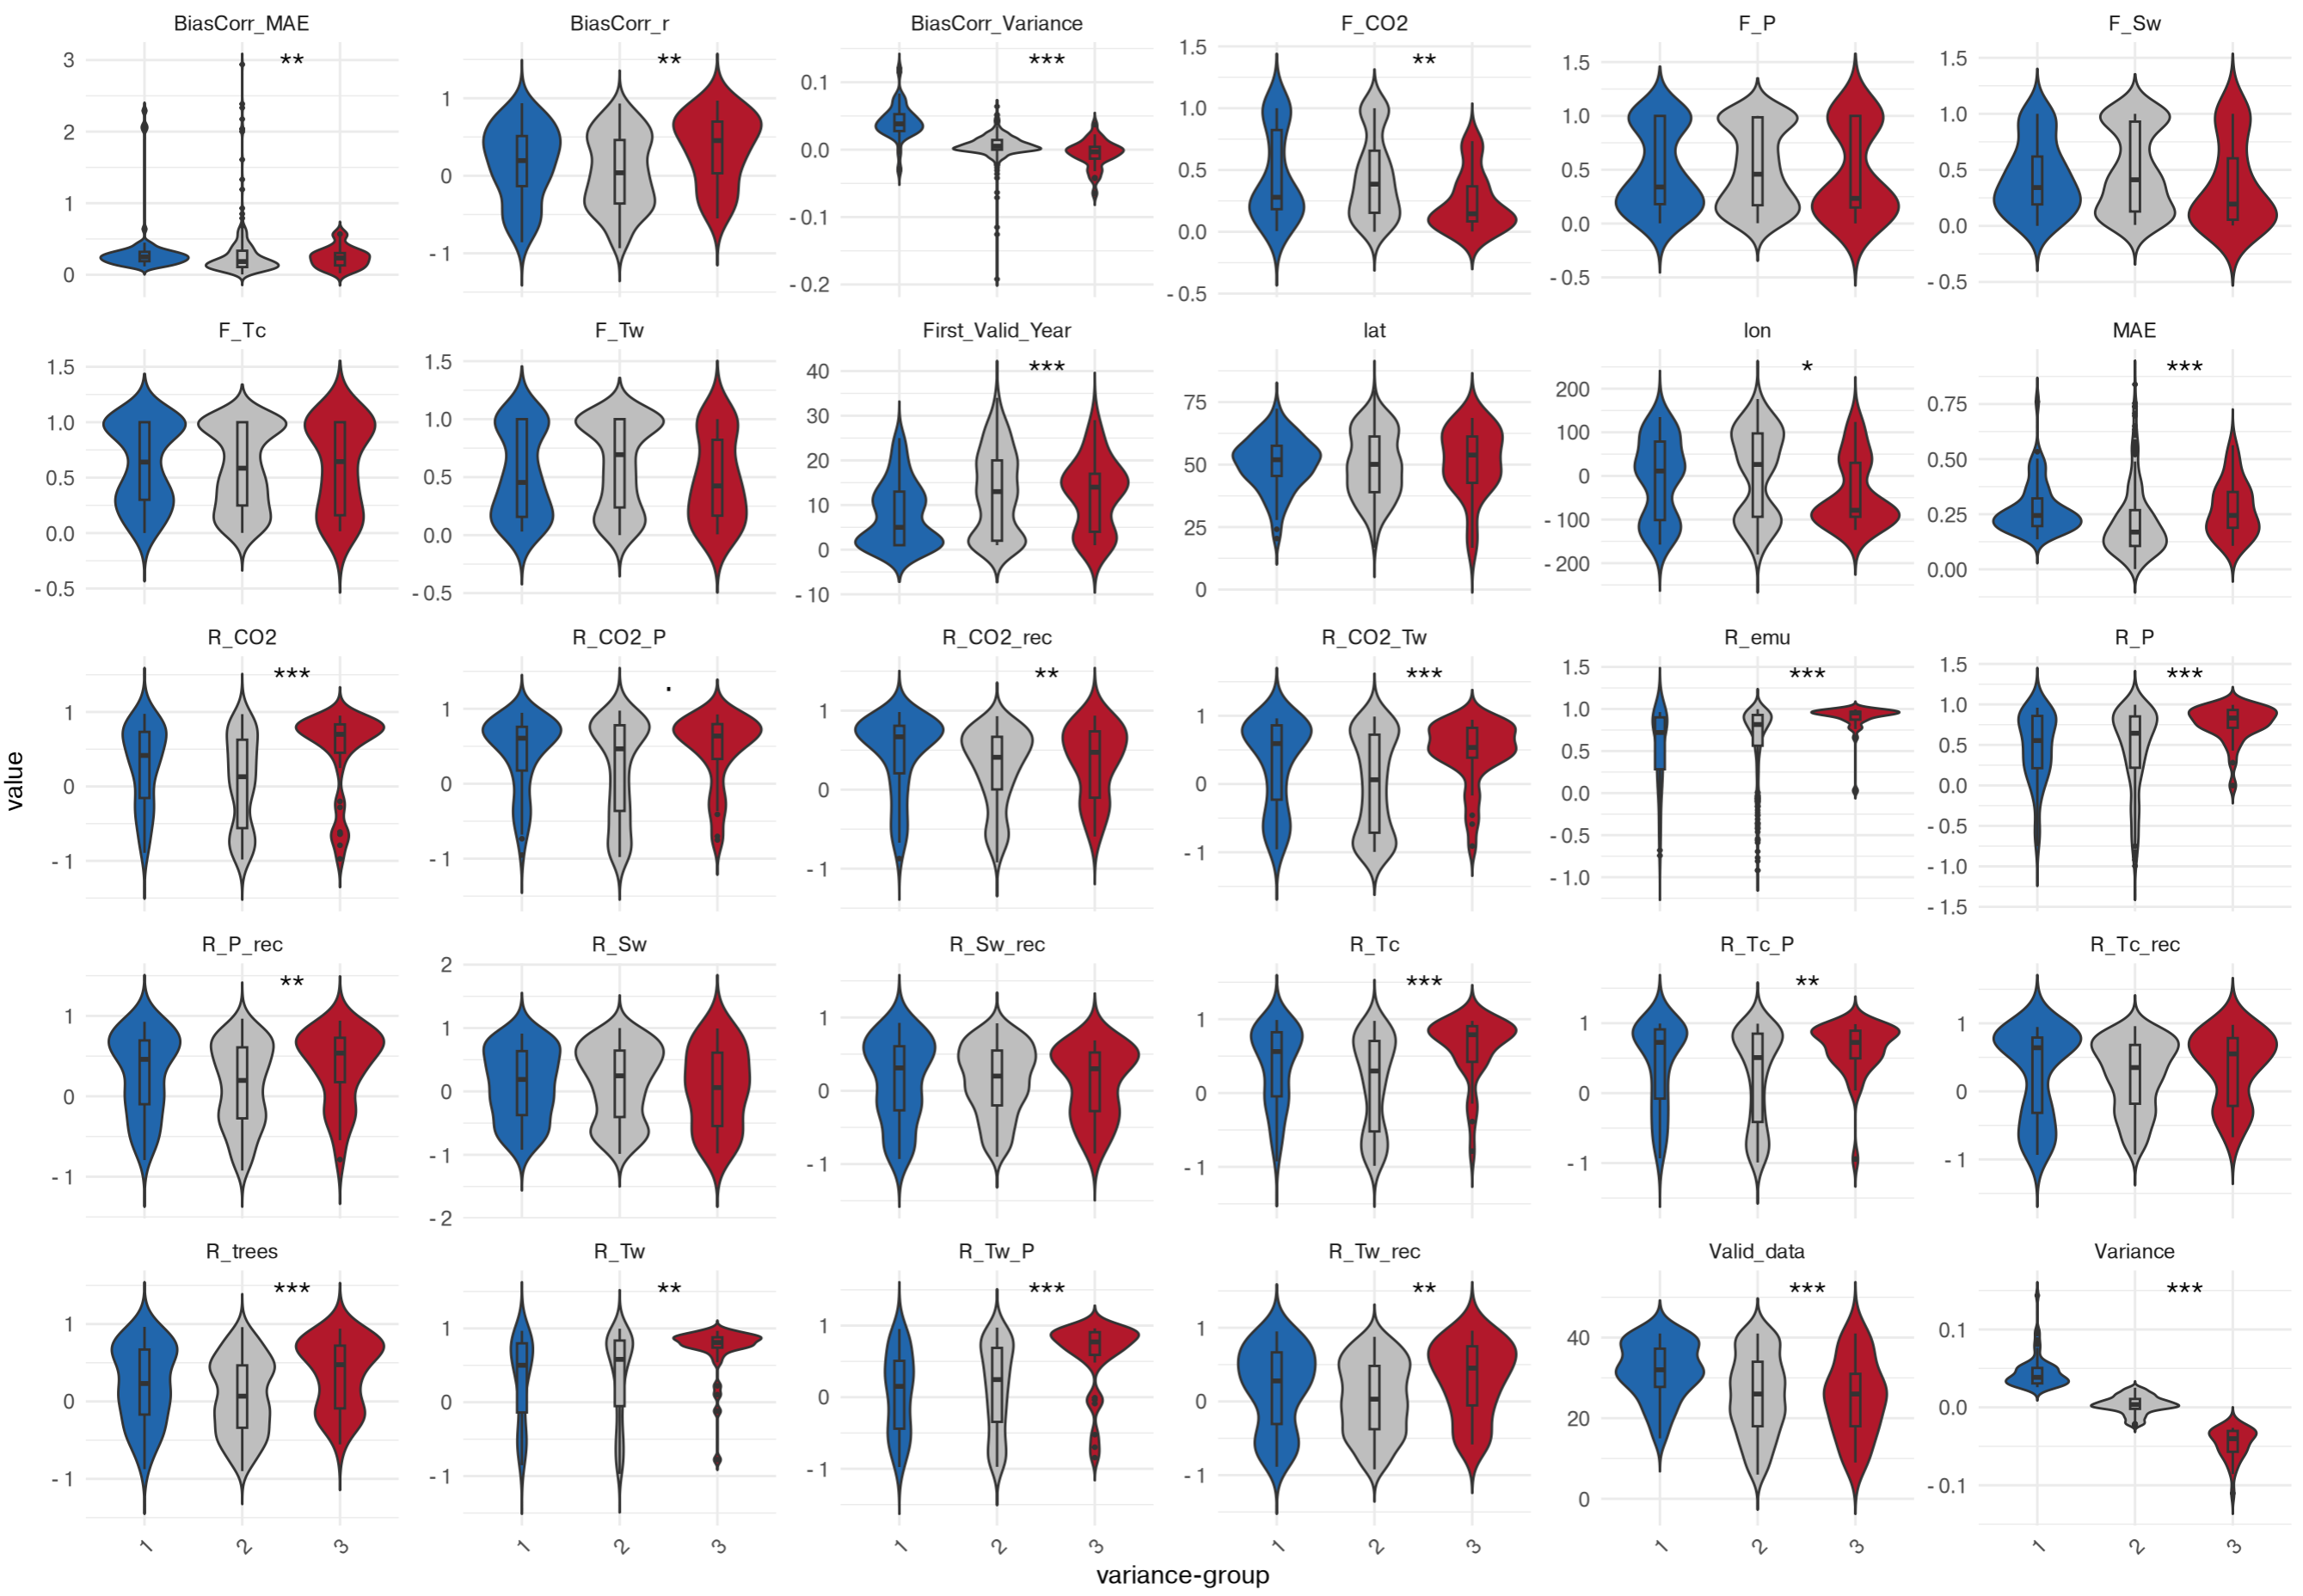 BiasCorr_MAE BiasCorr_r BiasCorr_Variance F_CO2 F_P F_Sw
** ** *** **
3 2 1 0
1 0 - 1
0.1 0.0 - 0.1 - 0.2
1.5 1.0 0.5 0.0 - 0.5
1.5 1.0 0.5 0.0 - 0.5
1.5 1.0 0.5 0.0 - 0.5
F_Tc F_Tw First_Valid_Year lat lon MAE
*** * ***
1.5 1.0 0.5 0.0 - 0.5
1.5 1.0 0.5 0.0 - 0.5
40 30 20 10 0 - 10
75 50 25 0
200 100 0 - 100 - 200
0.75 0.50 0.25 0.00
R_CO2 R_CO2_P R_CO2_rec R_CO2_Tw R_emu R_P
*** . ** *** *** ***
1 0 - 1
1 0 - 1
1 0 - 1
1 0 - 1
1.5 1.0 0.5 0.0 - 0.5 - 1.0
1.5 1.0 0.5 0.0 - 0.5 - 1.0 - 1.5
R_P_rec R_Sw R_Sw_rec R_Tc R_Tc_P R_Tc_rec
** *** **
1 0 - 1
2 1 0 - 1 - 2
1 0 - 1
1 0 - 1
1 0 - 1
1 0 - 1
R_trees R_Tw R_Tw_P R_Tw_rec Valid_data Variance
*** ** *** ** *** ***
1 0 - 1
1 0 - 1
1 0 - 1
1 0 - 1
40 20 0
0.1 0.0 - 0.1
1 2 3 1 2 3 1 2 3 1 2 3 1 2 3 1 2 3
value
variance-group